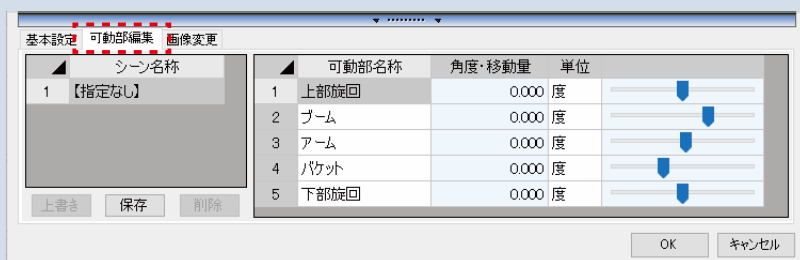 基本設定 可動部編集 画像変更
シーン名称
1 【指定なし】
上書き 保存 削除
可動部名称 角度・移動量 単位
1 上部旋回 0.000 度
2 ブーム 0.000 度
3 アーム 0.000 度
4 バケット 0.000 度
5 下部旋回 0.000 度
OK キャンセル